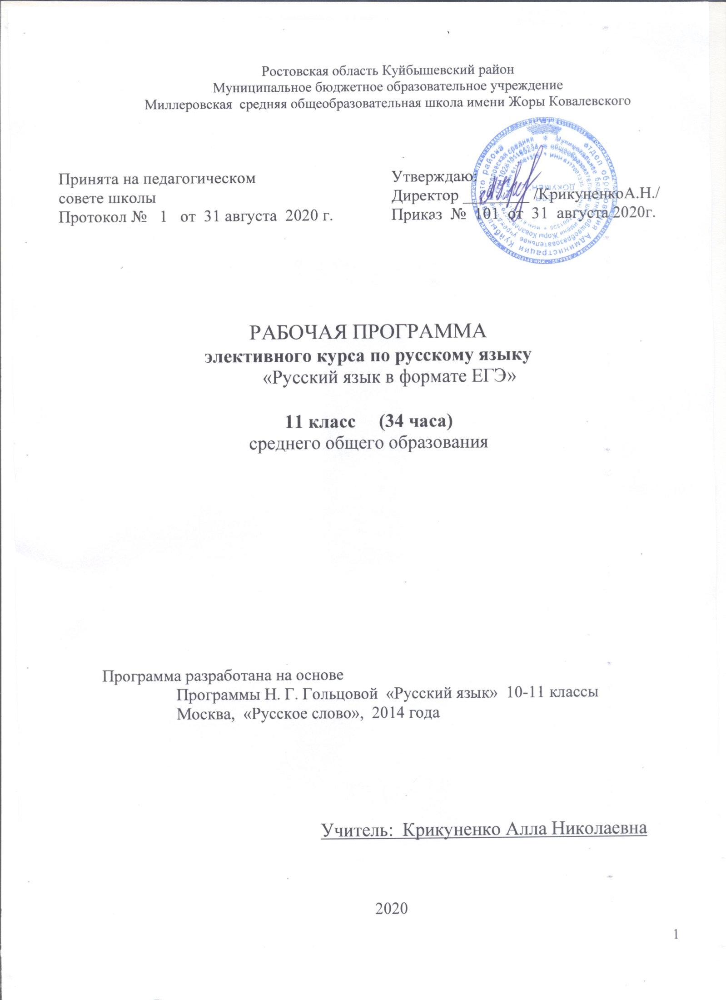 Ростовская область Куйбышевский район
Муниципальное бюджетное образовательное учреждение
Миллеровская средняя общеобразовательная школа имени Жоры Ковалевского
Принята на педагогическом
совете школы
Протокол № 1 от 31 августа 2020 г.
Утверждаю:
Директор ________ /КрикуненкоА.Н./
Приказ № 101 от 31 августа 2020г.
РАБОЧАЯ ПРОГРАММА
элективного курса по русскому языку
«Русский язык в формате ЕГЭ»
11 класс (34 часа)
среднего общего образования
Программа разработана на основе
Программы Н. Г. Гольцовой «Русский язык» 10-11 классы
Москва, «Русское слово», 2014 года
Учитель: Крикуненко Алла Николаевна
2020
1